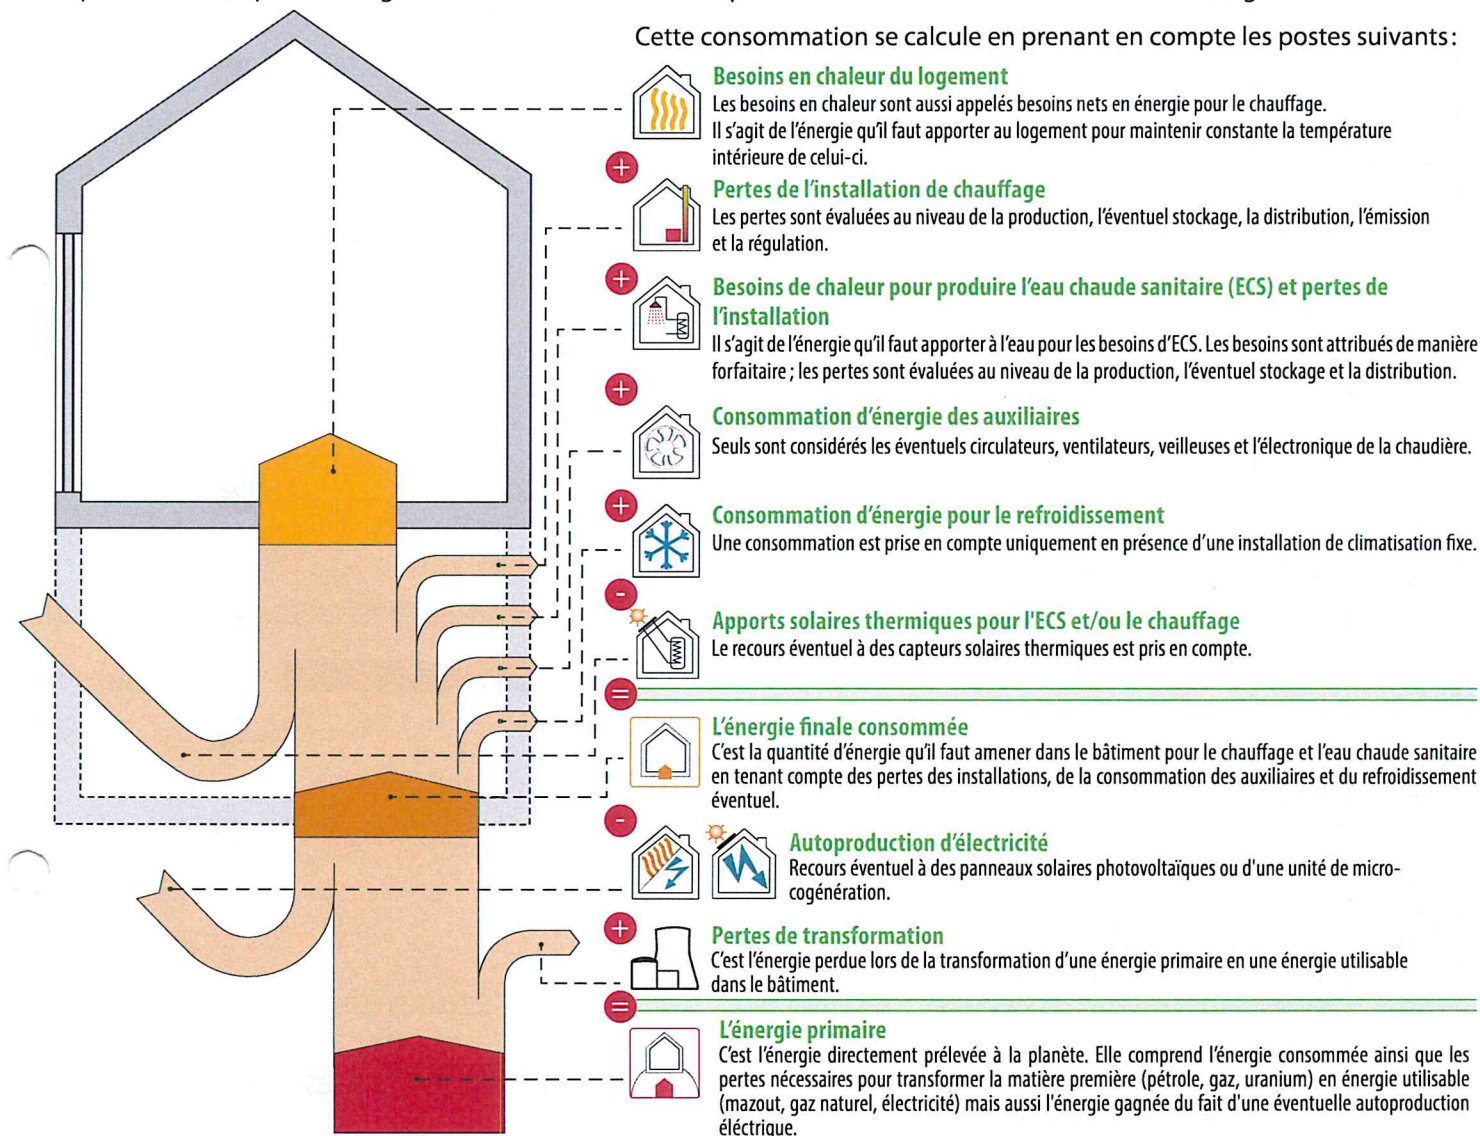 Cette consommation se calcule en prenant en compte les postes suivants :
Besoins en chaleur du logement
Les besoins en chaleur sont aussi appelés besoins nets en énergie pour le chauffage.
Il s'agit de l'énergie qu'il faut apporter au logement pour maintenir constante la température
intérieure de celui-ci.
+
Pertes de l'installation de chauffage
Les pertes sont évaluées au niveau de la production, l'éventuel stockage, la distribution, l'émission
et la régulation.
+
Besoins de chaleur pour produire l'eau chaude sanitaire (ECS) et pertes de
l'installation
Il s'agit de l'énergie qu'il faut apporter à l'eau pour les besoins d'ECS. Les besoins sont attribués de manière
forfaitaire ; les pertes sont évaluées au niveau de la production, l'éventuel stockage et la distribution.
+
Consommation d'énergie des auxiliaires
Seuls sont considérés les éventuels circulateurs, ventilateurs, veilleuses et l'électronique de la chaudière.
+
Consommation d'énergie pour le refroidissement
Une consommation est prise en compte uniquement en présence d'une installation de climatisation fixe.
-
Apports solaires thermiques pour l'ECS et/ou le chauffage
Le recours éventuel à des capteurs solaires thermiques est pris en compte.
=
L'énergie finale consommée
C'est la quantité d'énergie qu'il faut amener dans le bâtiment pour le chauffage et l'eau chaude sanitaire
en tenant compte des pertes des installations, de la consommation des auxiliaires et du refroidissement
éventuel.
-
Autoproduction d'électricité
Recours éventuel à des panneaux solaires photovoltaïques ou d'une unité de micro-
cogénération.
+
Pertes de transformation
C'est l'énergie perdue lors de la transformation d'une énergie primaire en une énergie utilisable
dans le bâtiment.
=
L'énergie primaire
C'est l'énergie directement prélevée à la planète. Elle comprend l'énergie consommée ainsi que les
pertes nécessaires pour transformer la matière première (pétrole, gaz, uranium) en énergie utilisable
(mazout, gaz naturel, électricité) mais aussi l'énergie gagnée du fait d'une éventuelle autoproduction
éléctrique.